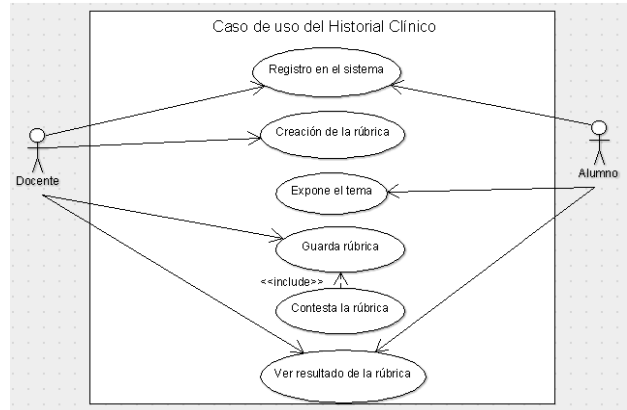 Caso de uso del Historial Clínico
Registro en el sistema
Creación de la rúbrica
Docente
Alumno
Expone el tema
Guarda rúbrica
<<include>>
Contesta la rúbrica
Ver resultado de la rúbrica